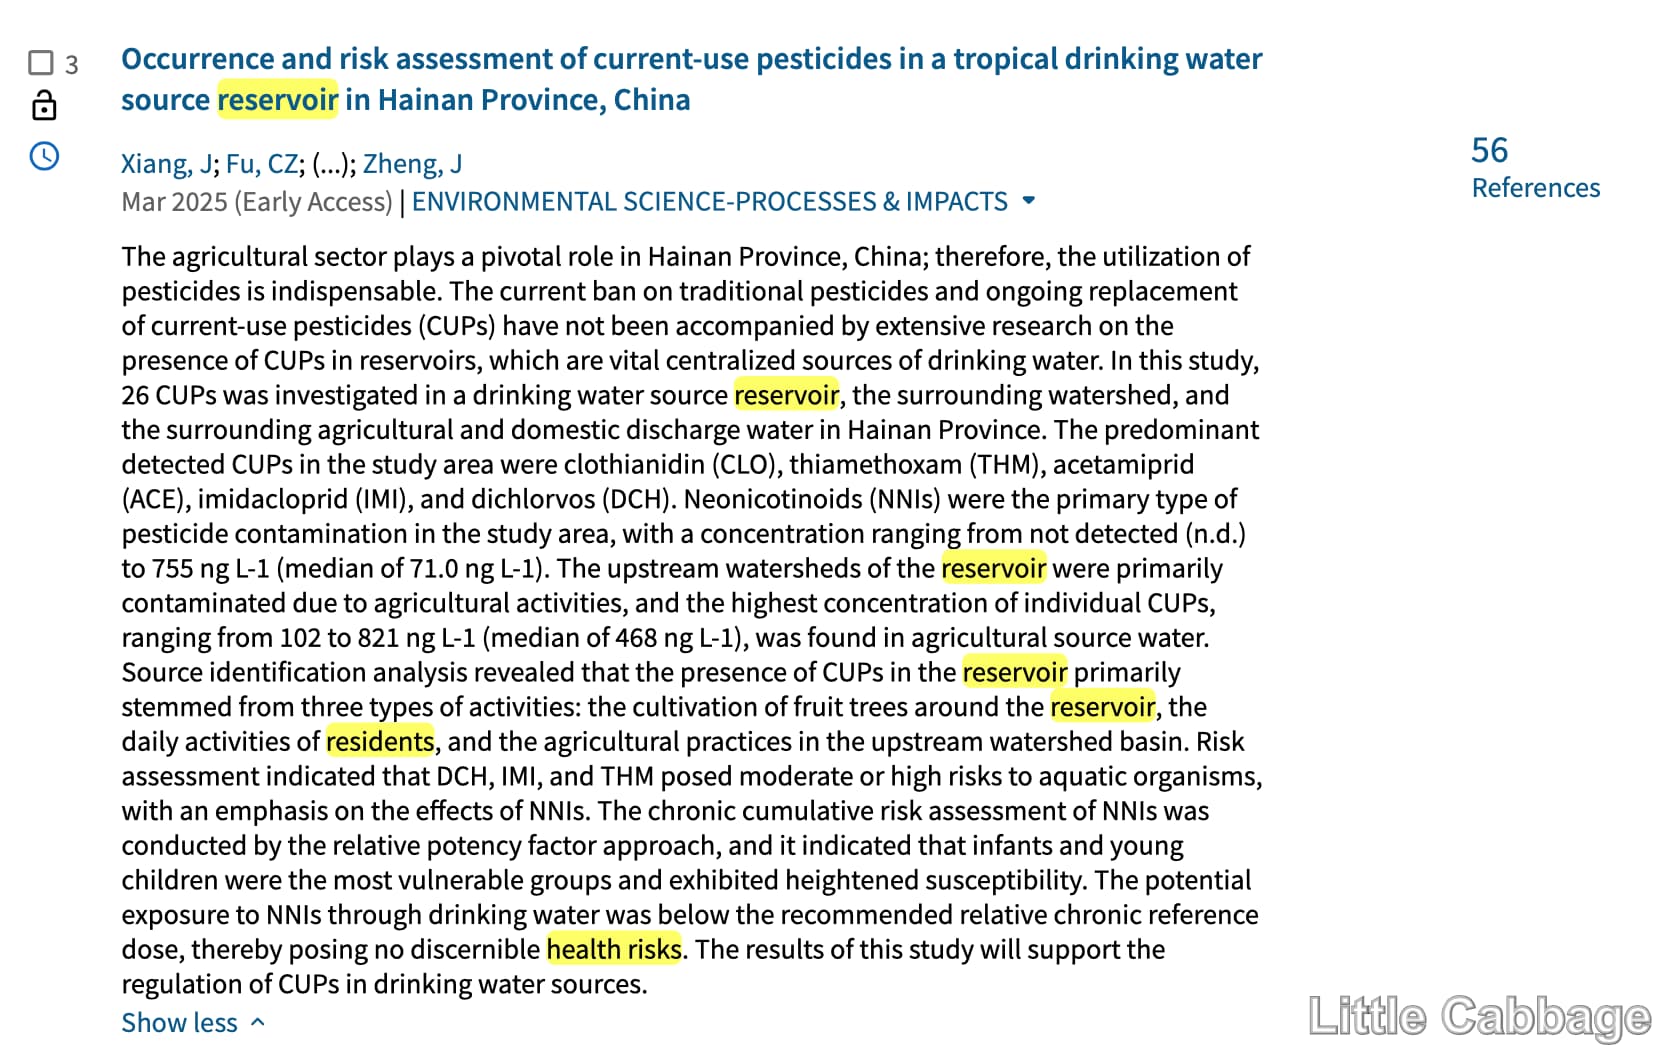 3
Occurrence and risk assessment of current-use pesticides in a tropical drinking water
source reservoir in Hainan Province, China
Xiang, J; Fu, CZ; (...); Zheng, J
Mar 2025 (Early Access) | ENVIRONMENTAL SCIENCE-PROCESSES & IMPACTS
56
References
The agricultural sector plays a pivotal role in Hainan Province, China; therefore, the utilization of
pesticides is indispensable. The current ban on traditional pesticides and ongoing replacement
of current-use pesticides (CUPs) have not been accompanied by extensive research on the
presence of CUPs in reservoirs, which are vital centralized sources of drinking water. In this study,
26 CUPs was investigated in a drinking water source reservoir, the surrounding watershed, and
the surrounding agricultural and domestic discharge water in Hainan Province. The predominant
detected CUPs in the study area were clothianidin (CLO), thiamethoxam (THM), acetamiprid
(ACE), imidacloprid (IMI), and dichlorvos (DCH). Neonicotinoids (NNIs) were the primary type of
pesticide contamination in the study area, with a concentration ranging from not detected (n.d.)
to 755 ng L-1 (median of 71.0 ng L-1). The upstream watersheds of the reservoir were primarily
contaminated due to agricultural activities, and the highest concentration of individual CUPs,
ranging from 102 to 821 ng L-1 (median of 468 ng L-1), was found in agricultural source water.
Source identification analysis revealed that the presence of CUPs in the reservoir primarily
stemmed from three types of activities: the cultivation of fruit trees around the reservoir, the
daily activities of residents, and the agricultural practices in the upstream watershed basin. Risk
assessment indicated that DCH, IMI, and THM posed moderate or high risks to aquatic organisms,
with an emphasis on the effects of NNIs. The chronic cumulative risk assessment of NNIs was
conducted by the relative potency factor approach, and it indicated that infants and young
children were the most vulnerable groups and exhibited heightened susceptibility. The potential
exposure to NNIs through drinking water was below the recommended relative chronic reference
dose, thereby posing no discernible health risks. The results of this study will support the
regulation of CUPs in drinking water sources.
Show less
Little Cabbage